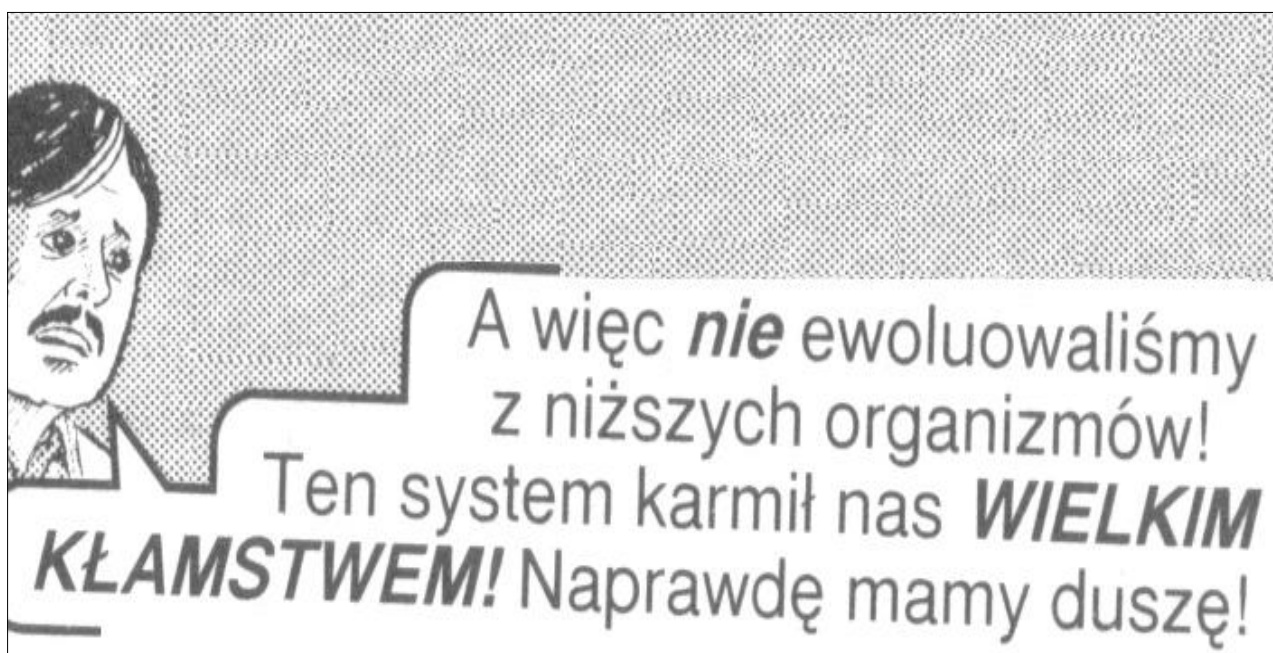 A więc nie ewoluowaliśmy
z niższych organizmów!
Ten system karmił nas WIELKIM
KŁAMSTWEM! Naprawdę mamy duszę!